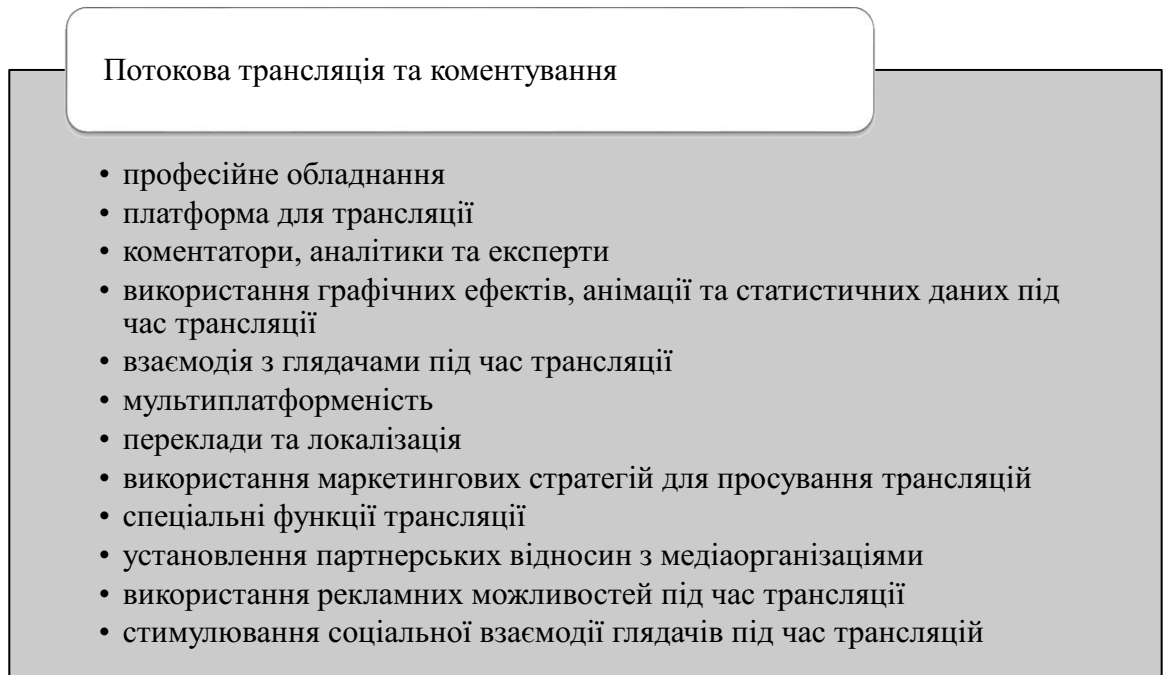 Потокова трансляція та коментування
• професійне обладнання
• платформа для трансляції
• коментатори, аналітики та експерти
• використання графічних ефектів, анімації та статистичних даних під
час трансляції
• взаємодія з глядачами під час трансляції
• мультиплатформеність
• переклади та локалізація
• використання маркетингових стратегій для просування трансляцій
• спеціальні функції трансляції
• установлення партнерських відносин з медіаорганізаціями
• використання рекламних можливостей під час трансляції
• стимулювання соціальної взаємодії глядачів під час трансляцій